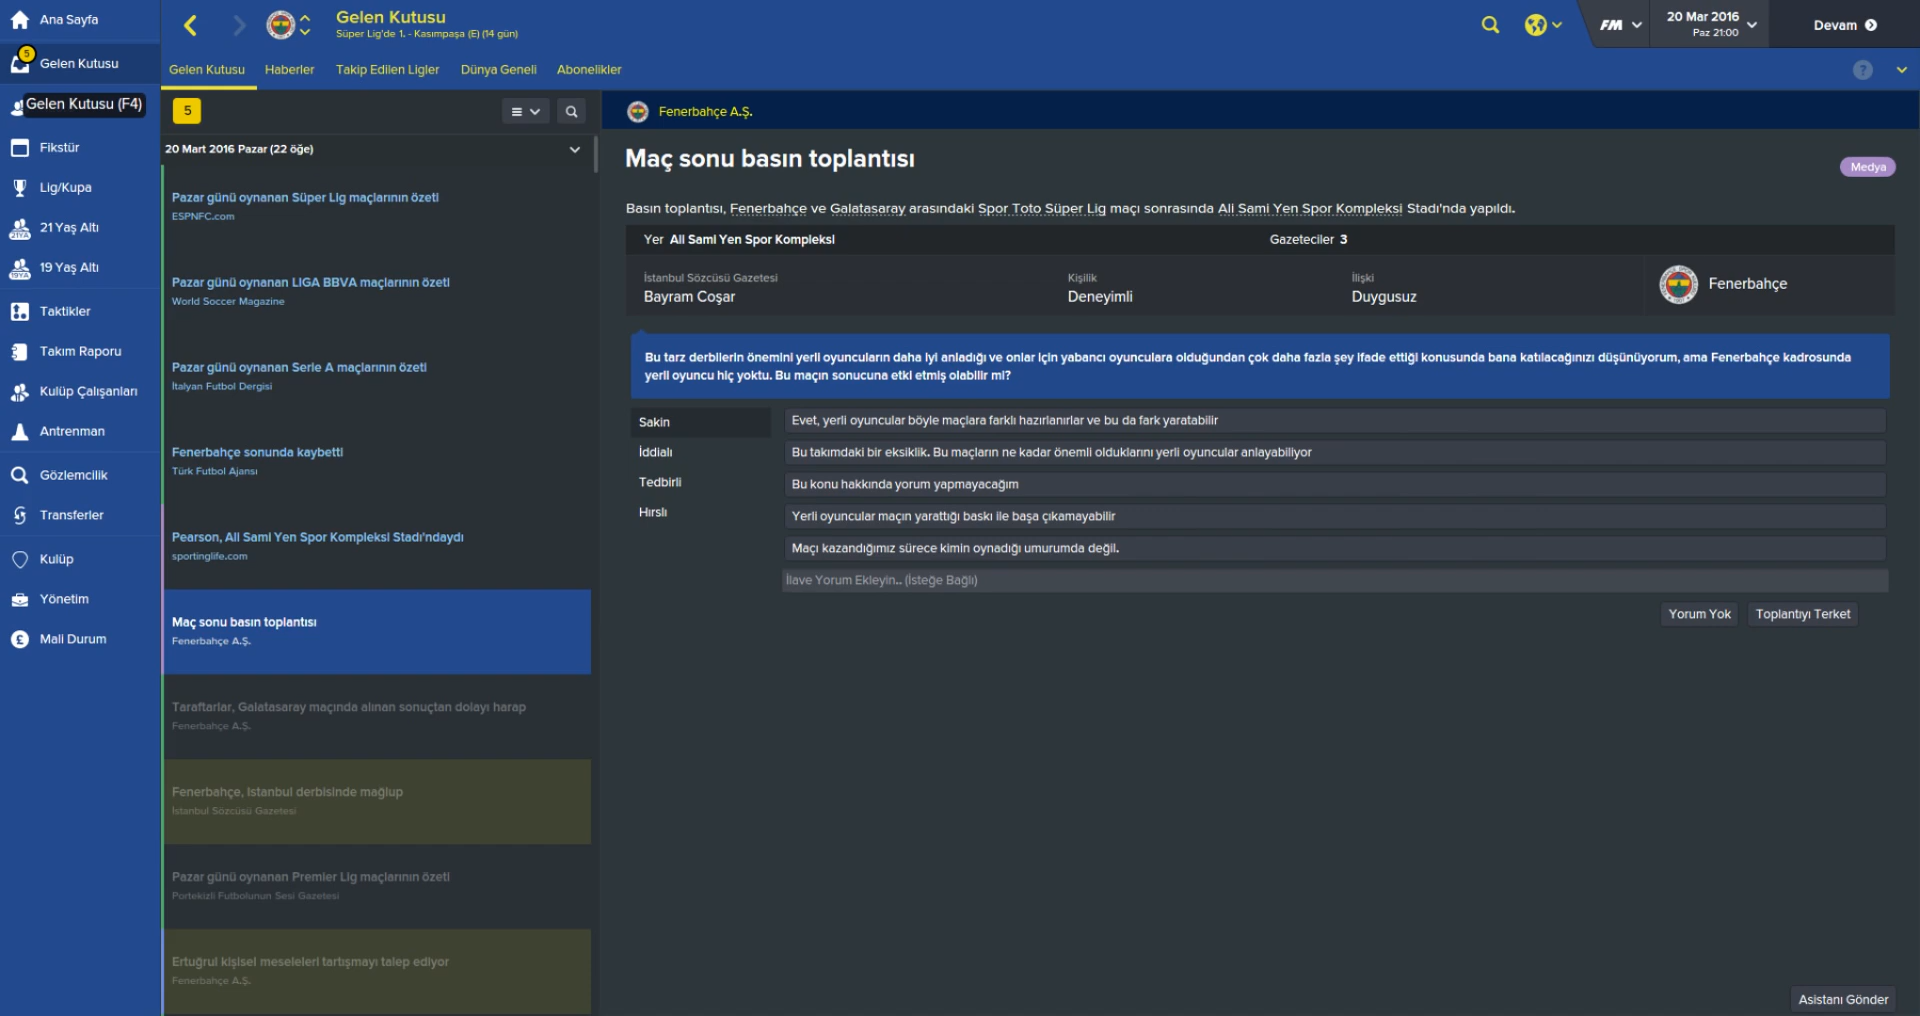 Ana Sayfa
5
Gelen Kutusu
Gelen Kutusu (F4)
Fikstür
Lig/Kupa
21 Yaş Altı
19 Yaş Altı
Taktikler
Takım Raporu
Kulüp Çalışanları
Antrenman
Gözlemcilik
Transferler
Kulüp
Yönetim
Mali Durum
Gelen Kutusu
Süper Lig'de 1. - Kasımpaşa (E) (14 gün)
FM
20 Mar 2016
Paz 21:00
Devam
Gelen Kutusu Haberler Takip Edilen Ligler Dünya Geneli Abonelikler
?
5
20 Mart 2016 Pazar (22 öğe)
Pazar günü oynanan Süper Lig maçlarının özeti
ESPNFC.com
Pazar günü oynanan LIGA BBVA maçlarının özeti
World Soccer Magazine
Pazar günü oynanan Serie A maçlarının özeti
İtalyan Futbol Dergisi
Fenerbahçe sonunda kaybetti
Türk Futbol Ajansı
Pearson, Ali Sami Yen Spor Kompleksi Stadı'ndaydı
sportinglife.com
Maç sonu basın toplantısı
Fenerbahçe A.Ş.
Taraftarlar, Galatasaray maçında alınan sonuçtan dolayı harap
Fenerbahçe A.Ş.
Fenerbahçe, Istanbul derbisinde mağlup
İstanbul Sözcüsü Gazetesi
Pazar günü oynanan Premier Lig maçlarının özeti
Portekizli Futbolunun Sesi Gazetesi
Ertuğrul kişisel meseleleri tartışmayı talep ediyor
Fenerbahçe A.Ş.
Fenerbahçe A.Ş.
Maç sonu basın toplantısı
Medya
Basın toplantısı, Fenerbahçe ve Galatasaray arasındaki Spor Toto Süper Lig maçı sonrasında Ali Sami Yen Spor Kompleksi Stadı'nda yapıldı.
Yer Ali Sami Yen Spor Kompleksi Gazeteciler 3
İstanbul Sözcüsü Gazetesi Kişilik İlişki
Bayram Coşar Deneyimli Duygusuz
Fenerbahçe
Bu tarz derbilerin önemini yerli oyuncuların daha iyi anladığı ve onlar için yabancı oyunculara olduğundan çok daha fazla şey ifade ettiği konusunda bana katılacağınızı düşünüyorum, ama Fenerbahçe kadrosunda
yerli oyuncu hiç yoktu. Bu maçın sonucuna etki etmiş olabilir mi?
Sakin
İddialı
Tedbirli
Hırslı
Evet, yerli oyuncular böyle maçlara farklı hazırlanırlar ve bu da fark yaratabilir
Bu takımdaki bir eksiklik. Bu maçların ne kadar önemli olduklarını yerli oyuncular anlayabiliyor
Bu konu hakkında yorum yapmayacağım
Yerli oyuncular maçın yarattığı baskı ile başa çıkamayabilir
Maçı kazandığımız sürece kimin oynadığı umurumda değil.
İlave Yorum Ekleyin.. (İsteğe Bağlı)
Yorum Yok
Toplantıyı Terket
Asistanı Gönder